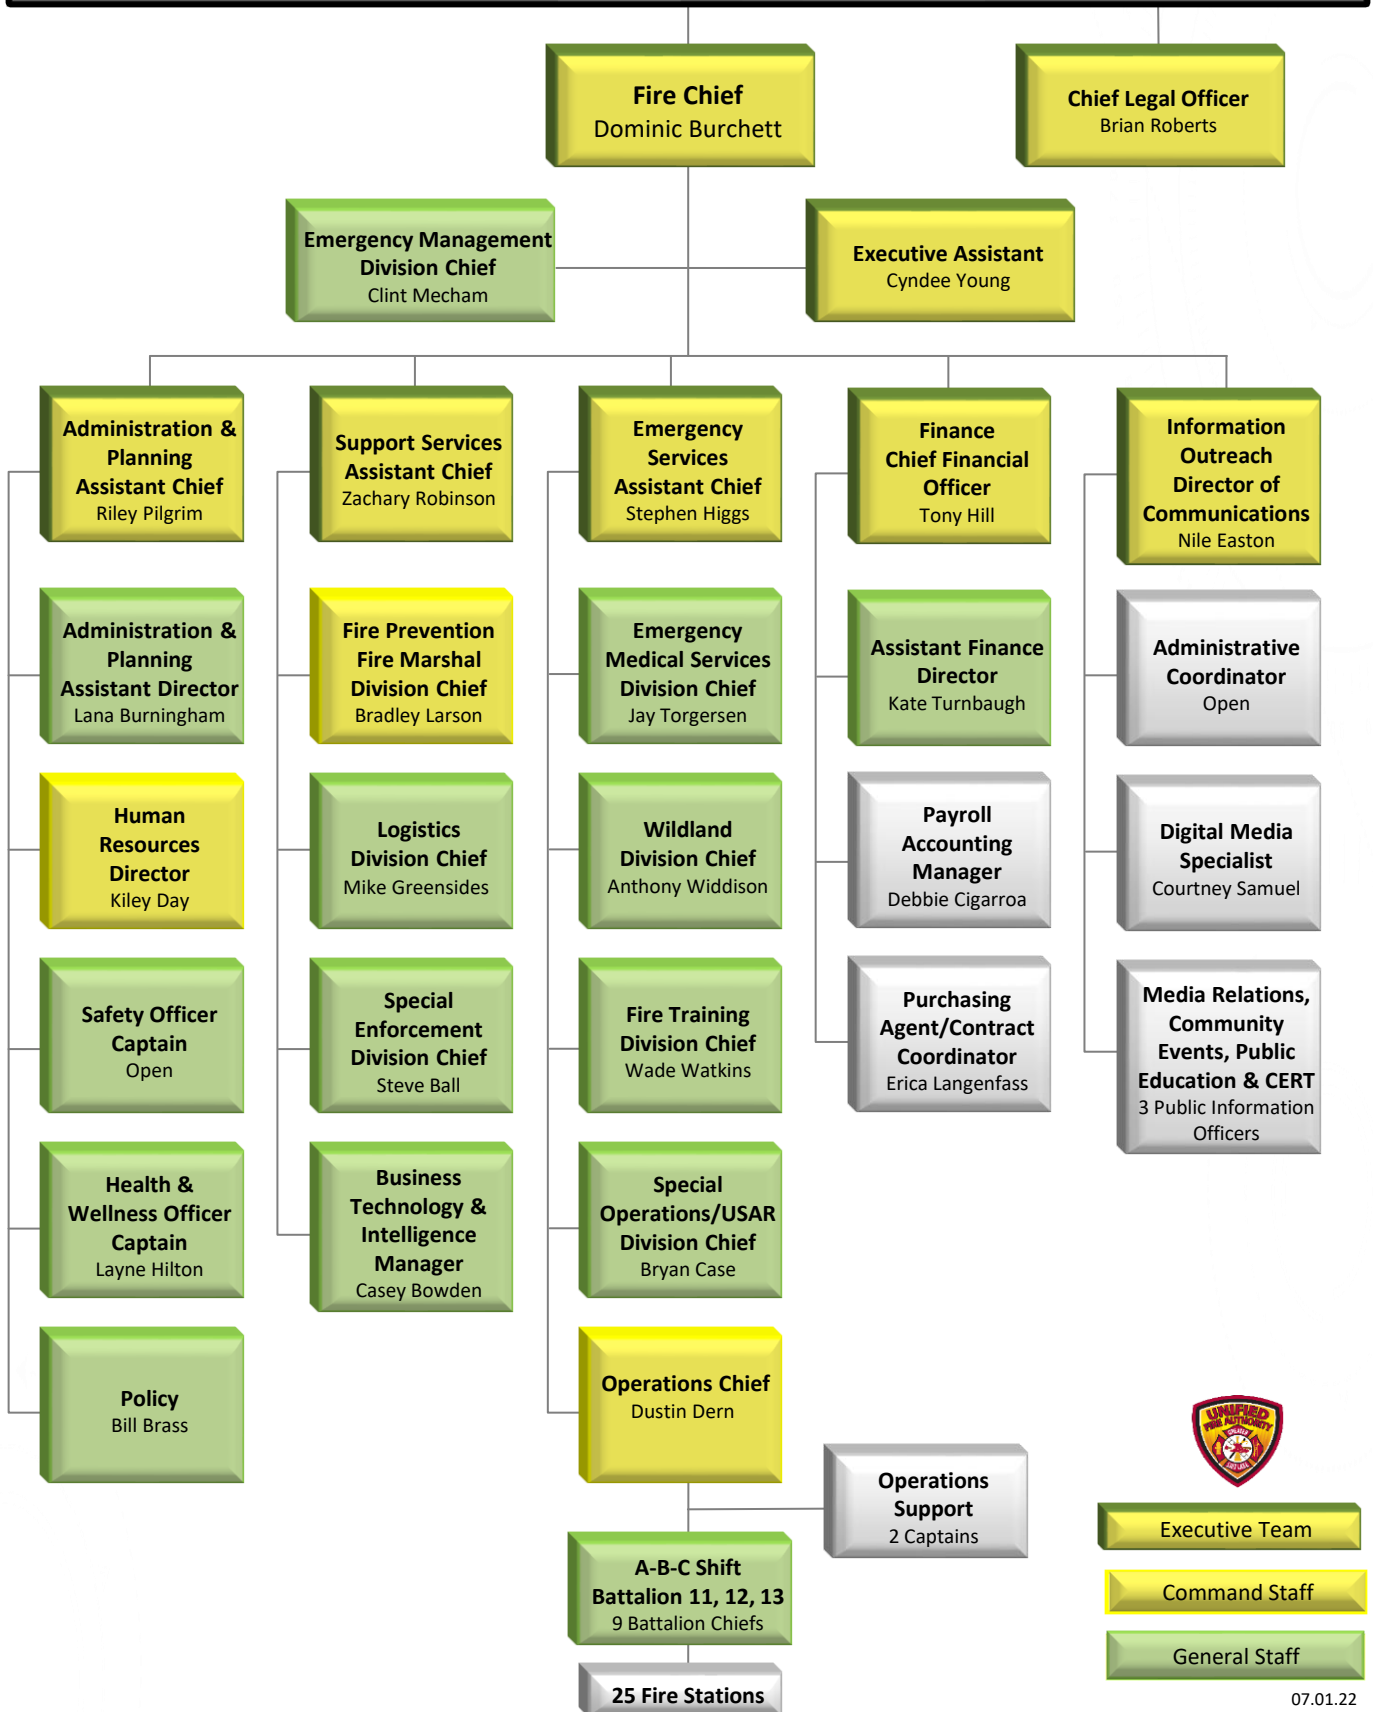 Fire Chief
Dominic Burchett
Chief Legal Officer
Brian Roberts
Emergency Management
Division Chief
Clint Mecham
Executive Assistant
Cyndee Young
Administration &
Planning
Assistant Chief
Riley Pilgrim
Support Services
Assistant Chief
Zachary Robinson
Emergency
Services
Assistant Chief
Stephen Higgs
Finance
Chief Financial
Officer
Tony Hill
Information
Outreach
Director of
Communications
Nile Easton
Administration &
Planning
Assistant Director
Lana Burningham
Fire Prevention
Fire Marshal
Division Chief
Bradley Larson
Emergency
Medical Services
Division Chief
Jay Torgersen
Assistant Finance
Director
Kate Turnbaugh
Administrative
Coordinator
Open
Human
Resources
Director
Kiley Day
Logistics
Division Chief
Mike Greensides
Wildland
Division Chief
Anthony Widdison
Payroll
Accounting
Manager
Debbie Cigarroa
Digital Media
Specialist
Courtney Samuel
Safety Officer
Captain
Open
Special
Enforcement
Division Chief
Steve Ball
Fire Training
Division Chief
Wade Watkins
Purchasing
Agent/Contract
Coordinator
Erica Langenfass
Media Relations,
Community
Events, Public
Education & CERT
3 Public Information
Officers
Health &
Wellness Officer
Captain
Layne Hilton
Business
Technology &
Intelligence
Manager
Casey Bowden
Special
Operations/USAR
Division Chief
Bryan Case
Policy
Bill Brass
Operations Chief
Dustin Dern
Operations
Support
2 Captains
A-B-C Shift
Battalion 11, 12, 13
9 Battalion Chiefs
25 Fire Stations
UNIFIED
FIRE AUTHORITY
GREATER
SALT LAKE
Executive Team
Command Staff
General Staff
07.01.22